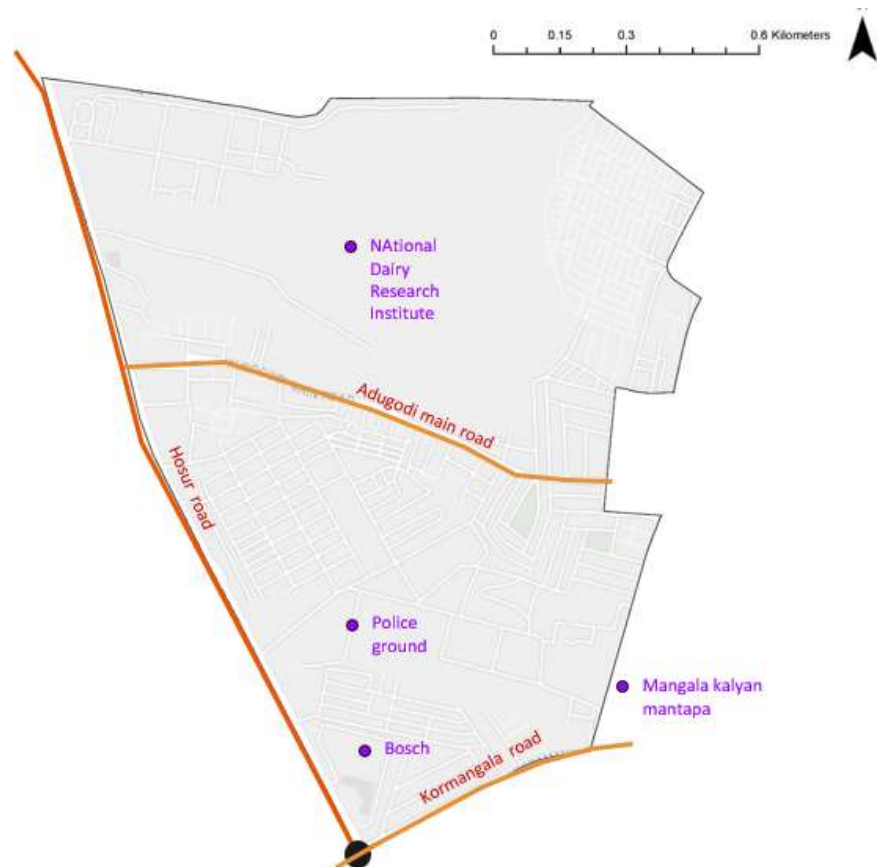 0 0.15 0.3 0.6 Kilometers
NAtional
Dairy
Research
Institute
Adugodi main road
Hosur road
Police
ground
Mangala kalyan
mantapa
Bosch
Kormangala road